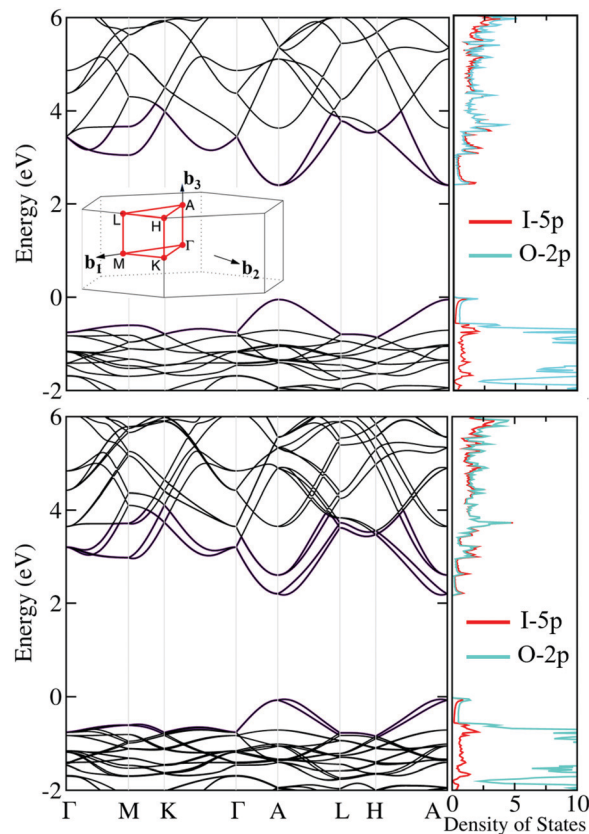 6
4
2
0
-2
Energy (eV)
b3
L
A
H
M
Γ
b1
K
b2
I-5p
O-2p
6
4
2
0
-2
Energy (eV)
I-5p
O-2p
Γ M K Γ A L H A
0 5 10
Density of States